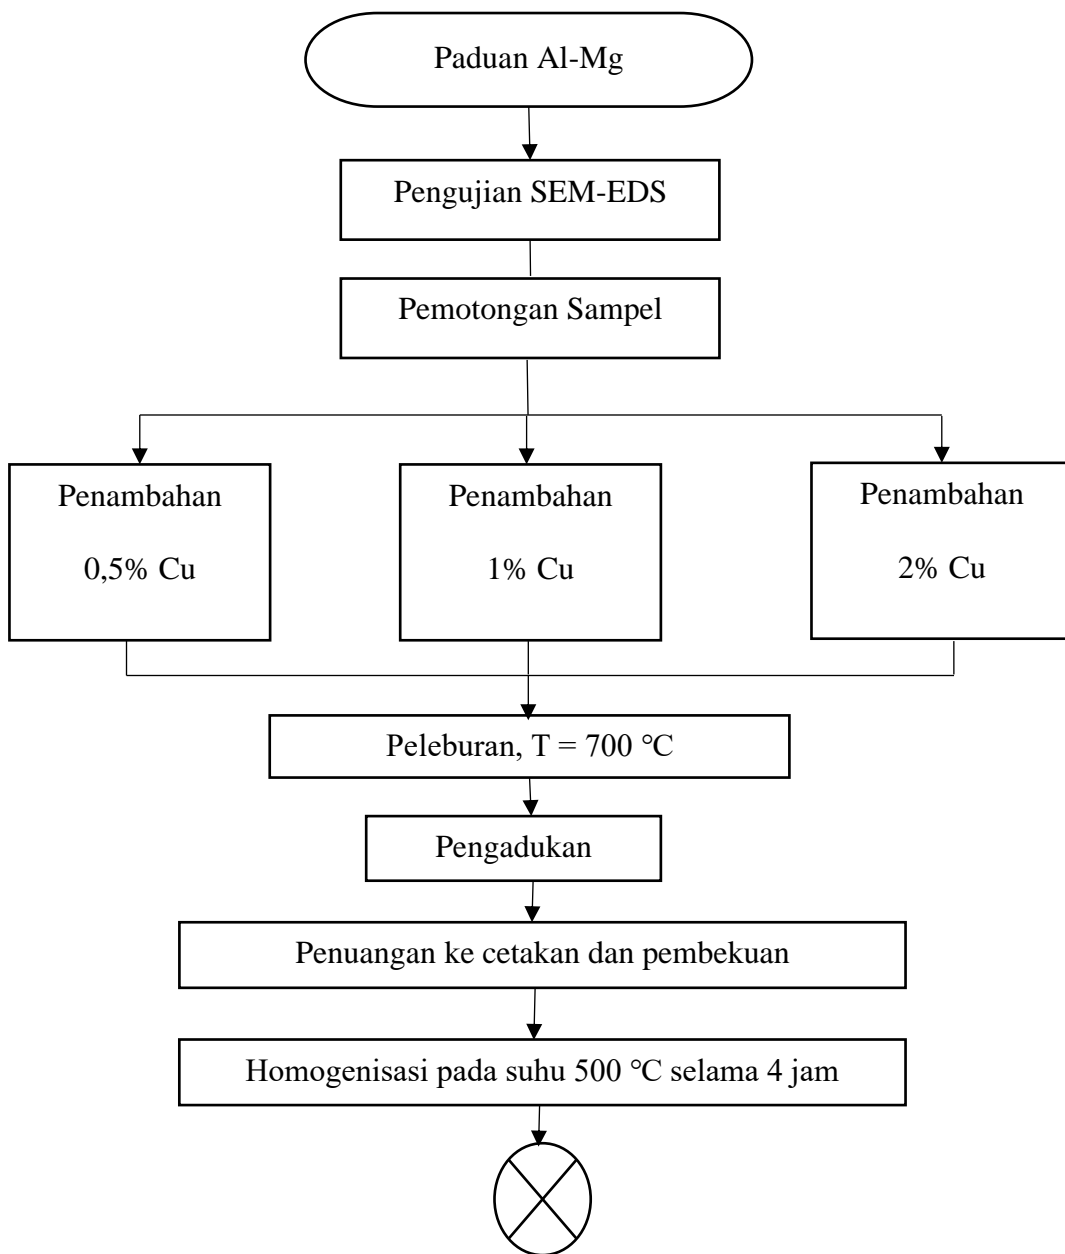 Paduan Al-Mg
Pengujian SEM-EDS
Pemotongan Sampel
Penambahan
0,5% Cu
Penambahan
1% Cu
Penambahan
2% Cu
Peleburan, T = 700 °C
Pengadukan
Penuangan ke cetakan dan pembekuan
Homogenisasi pada suhu 500 °C selama 4 jam